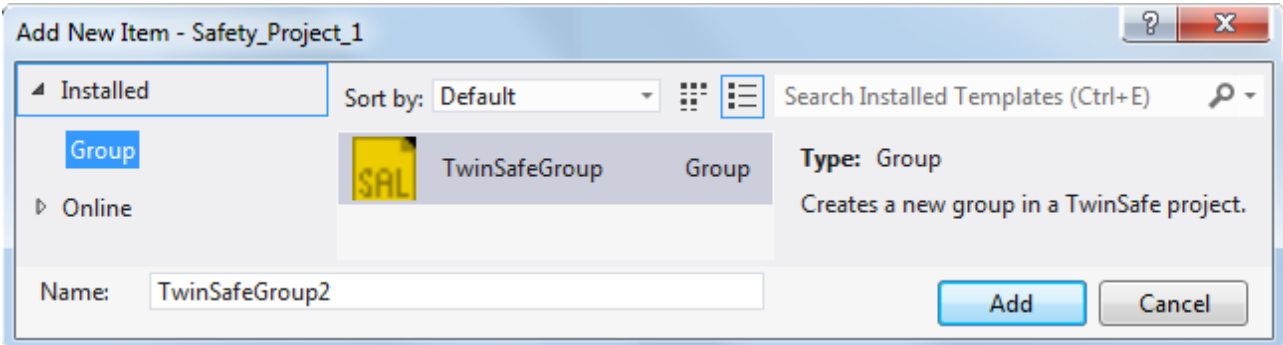 Add New Item - Safety_Project_1
Installed
Sort by: Default
Search Installed Templates (Ctrl+E)
Group
SAL
TwinSafeGroup
Group
Type: Group
Creates a new group in a TwinSafe project.
Online
Name: TwinSafeGroup2
Add
Cancel